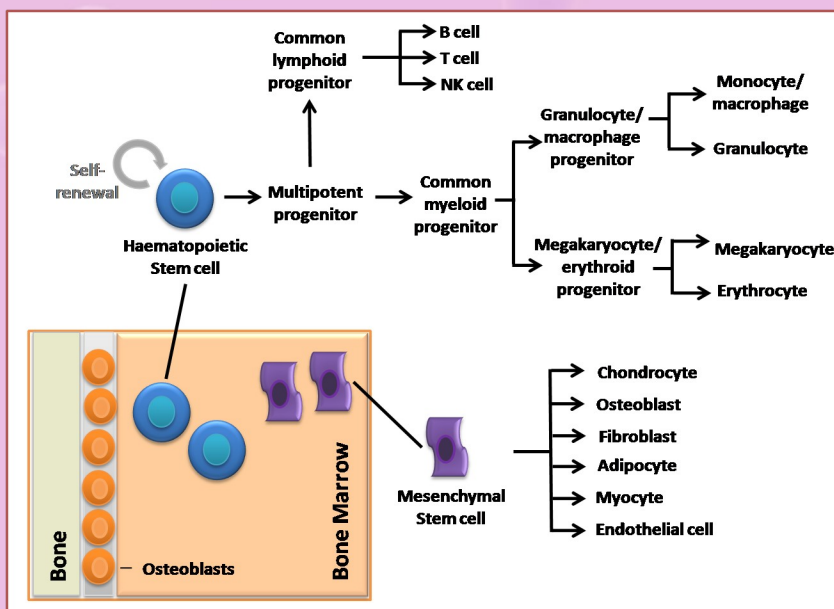 Common
lymphoid
progenitor
B cell
T cell
NK cell
Self-
renewal
Haematopoietic
Stem cell
Multipotent
progenitor
Common
myeloid
progenitor
Granulocyte/
macrophage
progenitor
Monocyte/
macrophage
Granulocyte
Megakaryocyte/
erythroid
progenitor
Megakaryocyte
Erythrocyte
Bone
Osteoblasts
Bone Marrow
Mesenchymal
Stem cell
Chondrocyte
Osteoblast
Fibroblast
Adipocyte
Myocyte
Endothelial cell